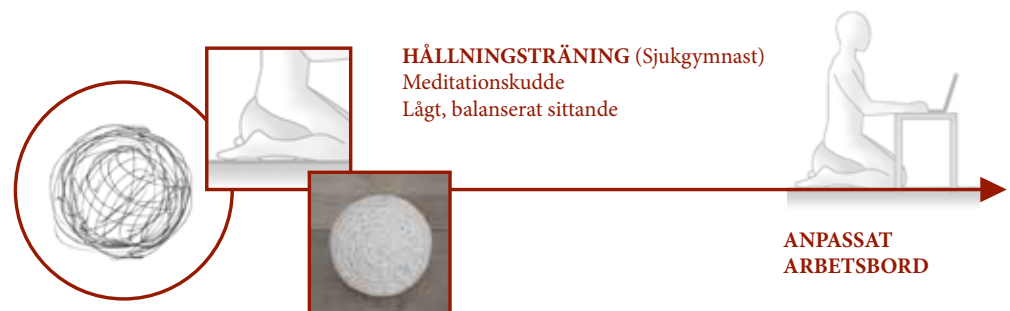 HÅLLNINGSTRÄNING (Sjukgymnast)
Meditationskudde
Lågt, balanserat sittande
ANPASSAT
ARBETSBORD